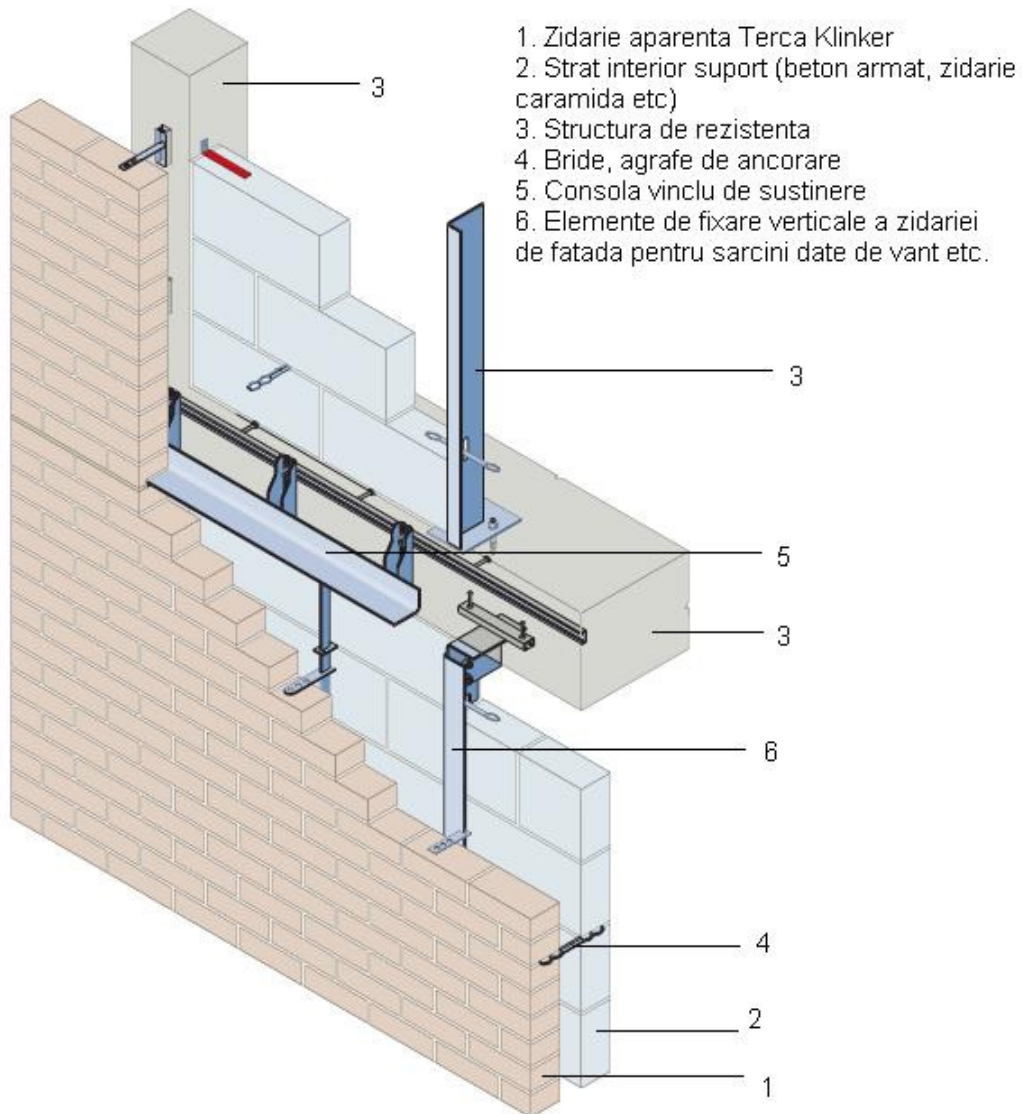 1. Zidarie aparenta Terca Klinker
2. Strat interior suport (beton armat, zidarie
caramida etc)
3. Structura de rezistenta
4. Bride, agrafe de ancorare
5. Consola vinclu de sustinere
6. Elemente de fixare verticale a zidariei
de fatada pentru sarcini date de vant etc.
3
3
5
3
6
4
2
1